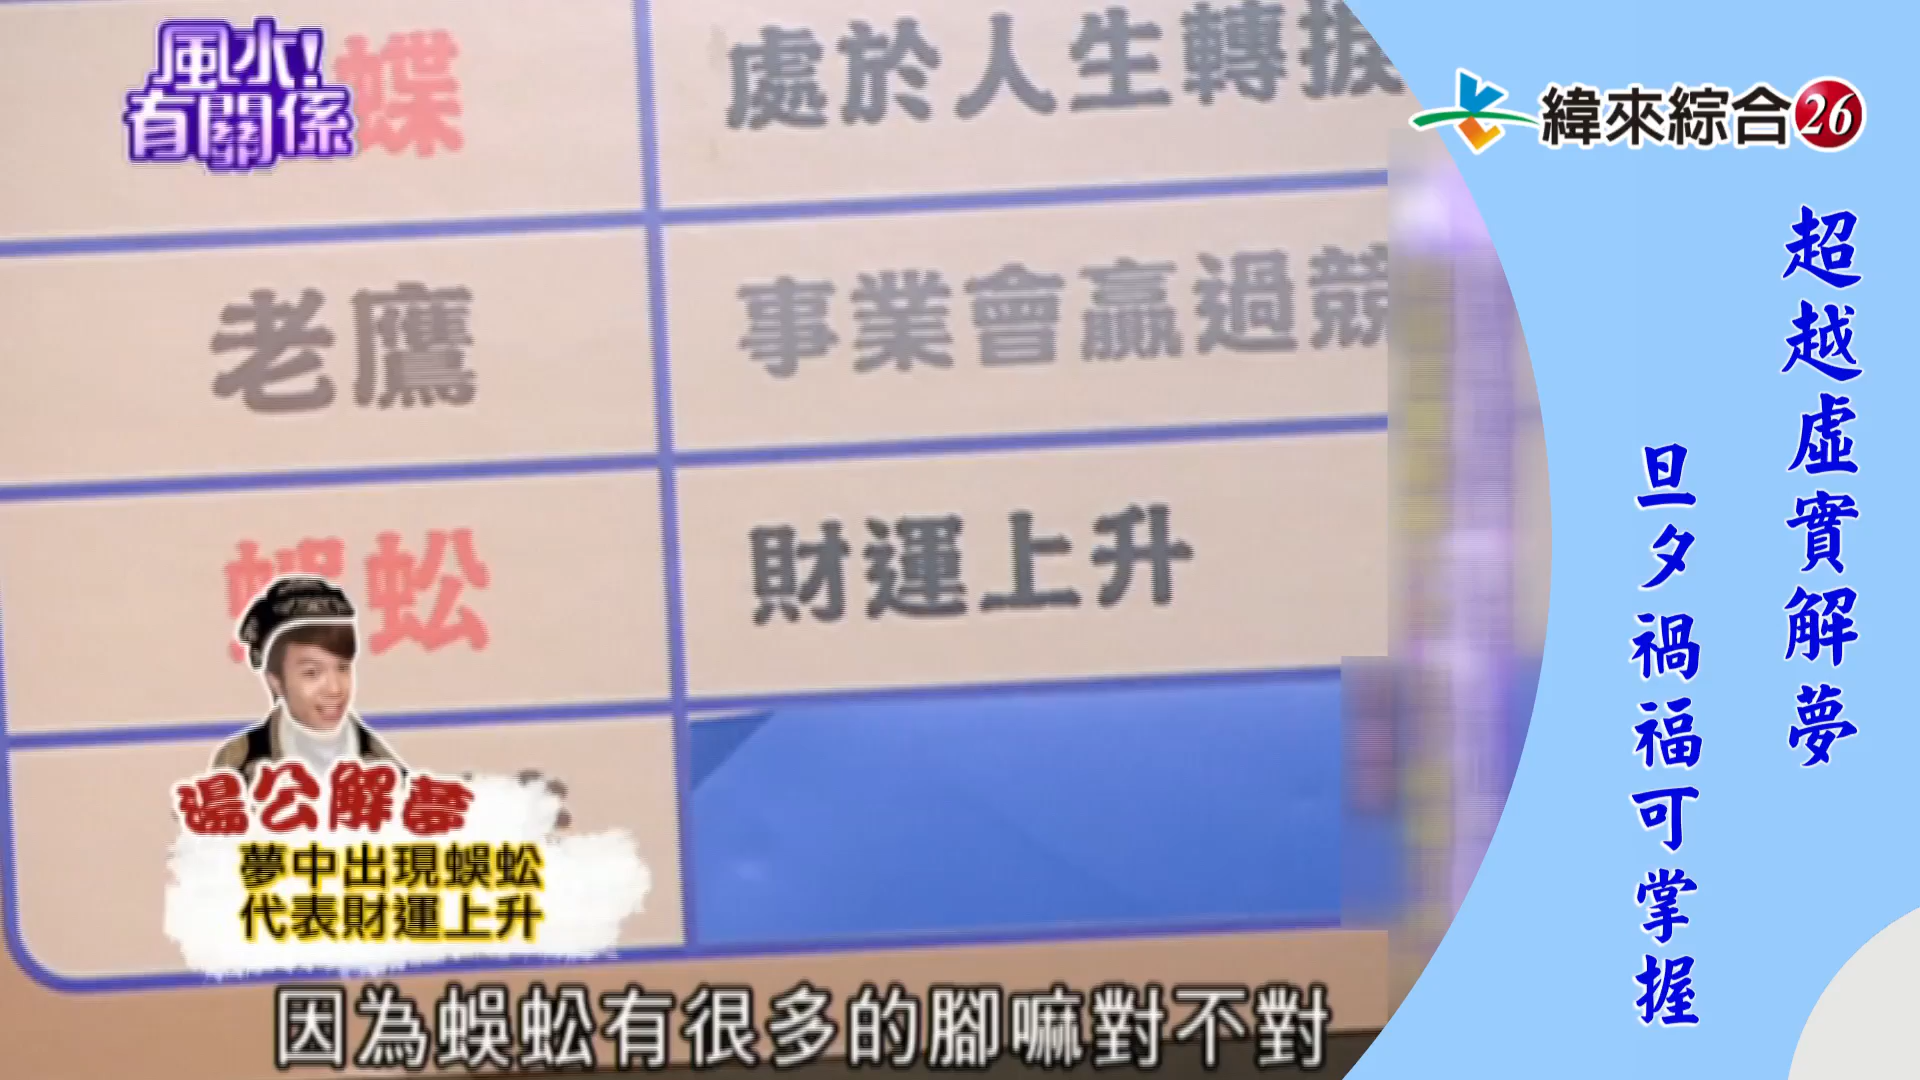 風水!
有關係
蝶
處於人生轉捩
老鷹
事業會贏過競
蜈蚣
財運上升
湯公解夢
夢中出現蜈蚣
代表財運上升
因為蜈蚣有很多的腳嘛對不對
緯來綜合26
超越虛實解夢
旦夕禍福可掌握